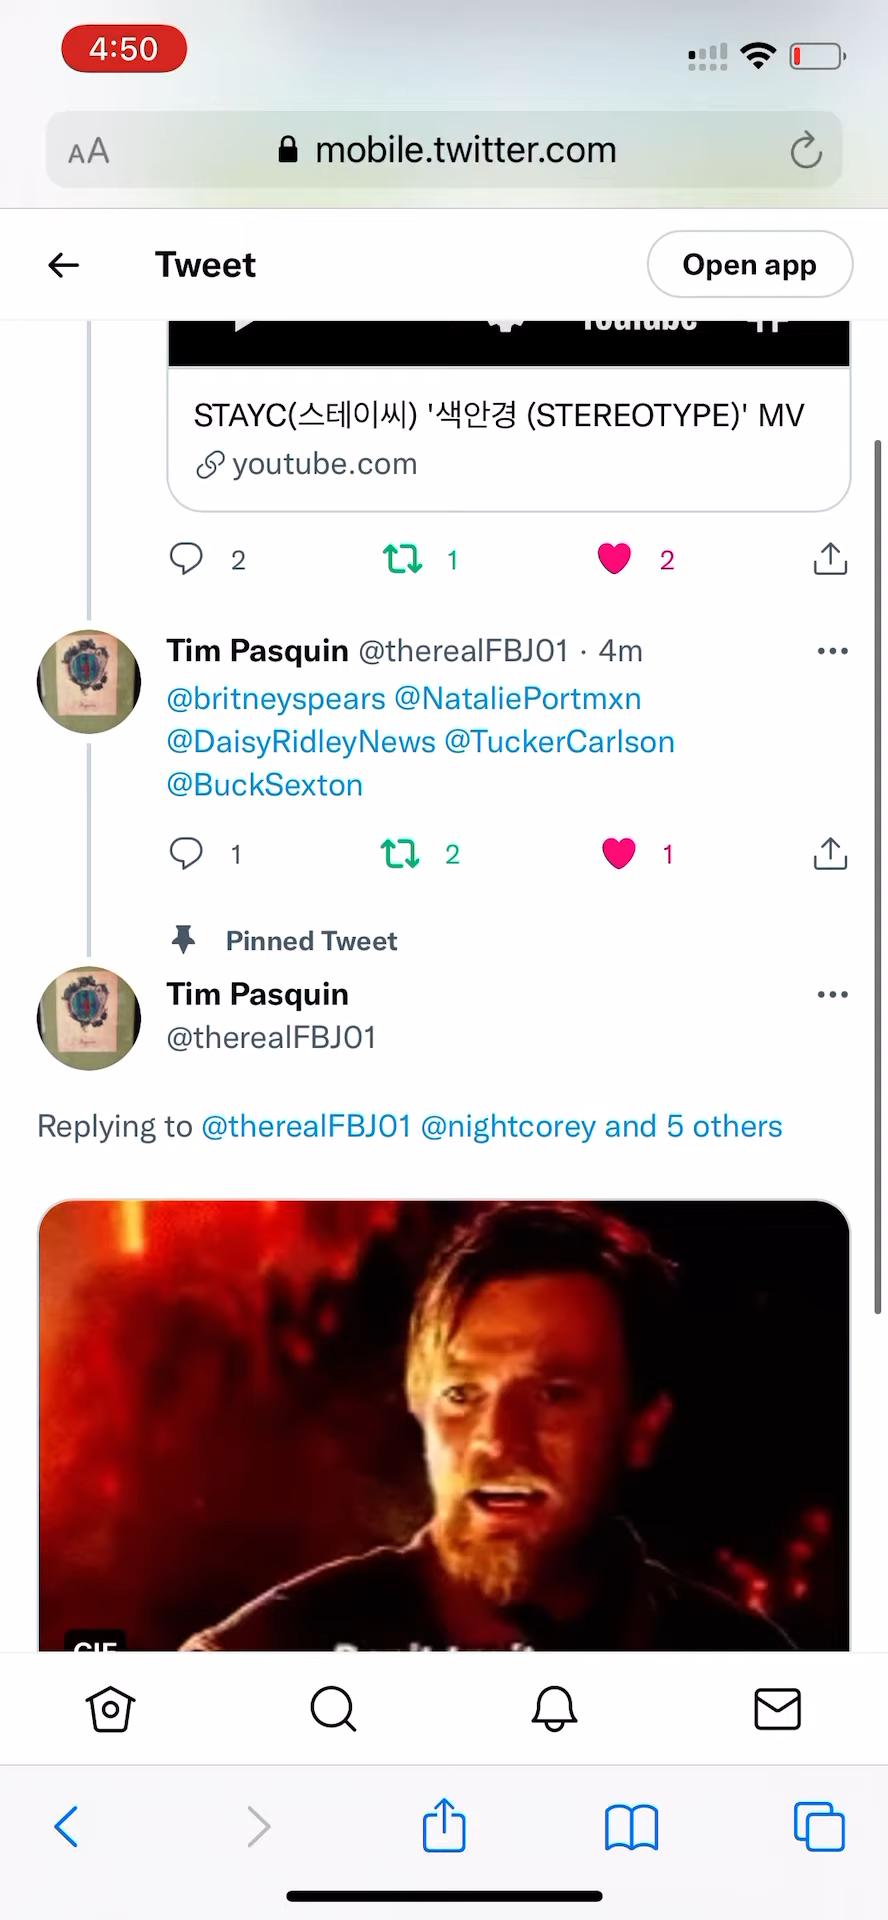 4:50
AA mobile.twitter.com
Tweet
Open app
YouTube
STAYC(스테이씨) '색안경 (STEREOTYPE)' MV
youtube.com
2 1 2
Tim Pasquin @therealFBJ01 · 4m
@britneyspears @NataliePortmxn
@DaisyRidleyNews @TuckerCarlson
@BuckSexton
1 2 1
Pinned Tweet
Tim Pasquin
@therealFBJ01
Replying to @therealFBJ01 @nightcorey and 5 others
GIF